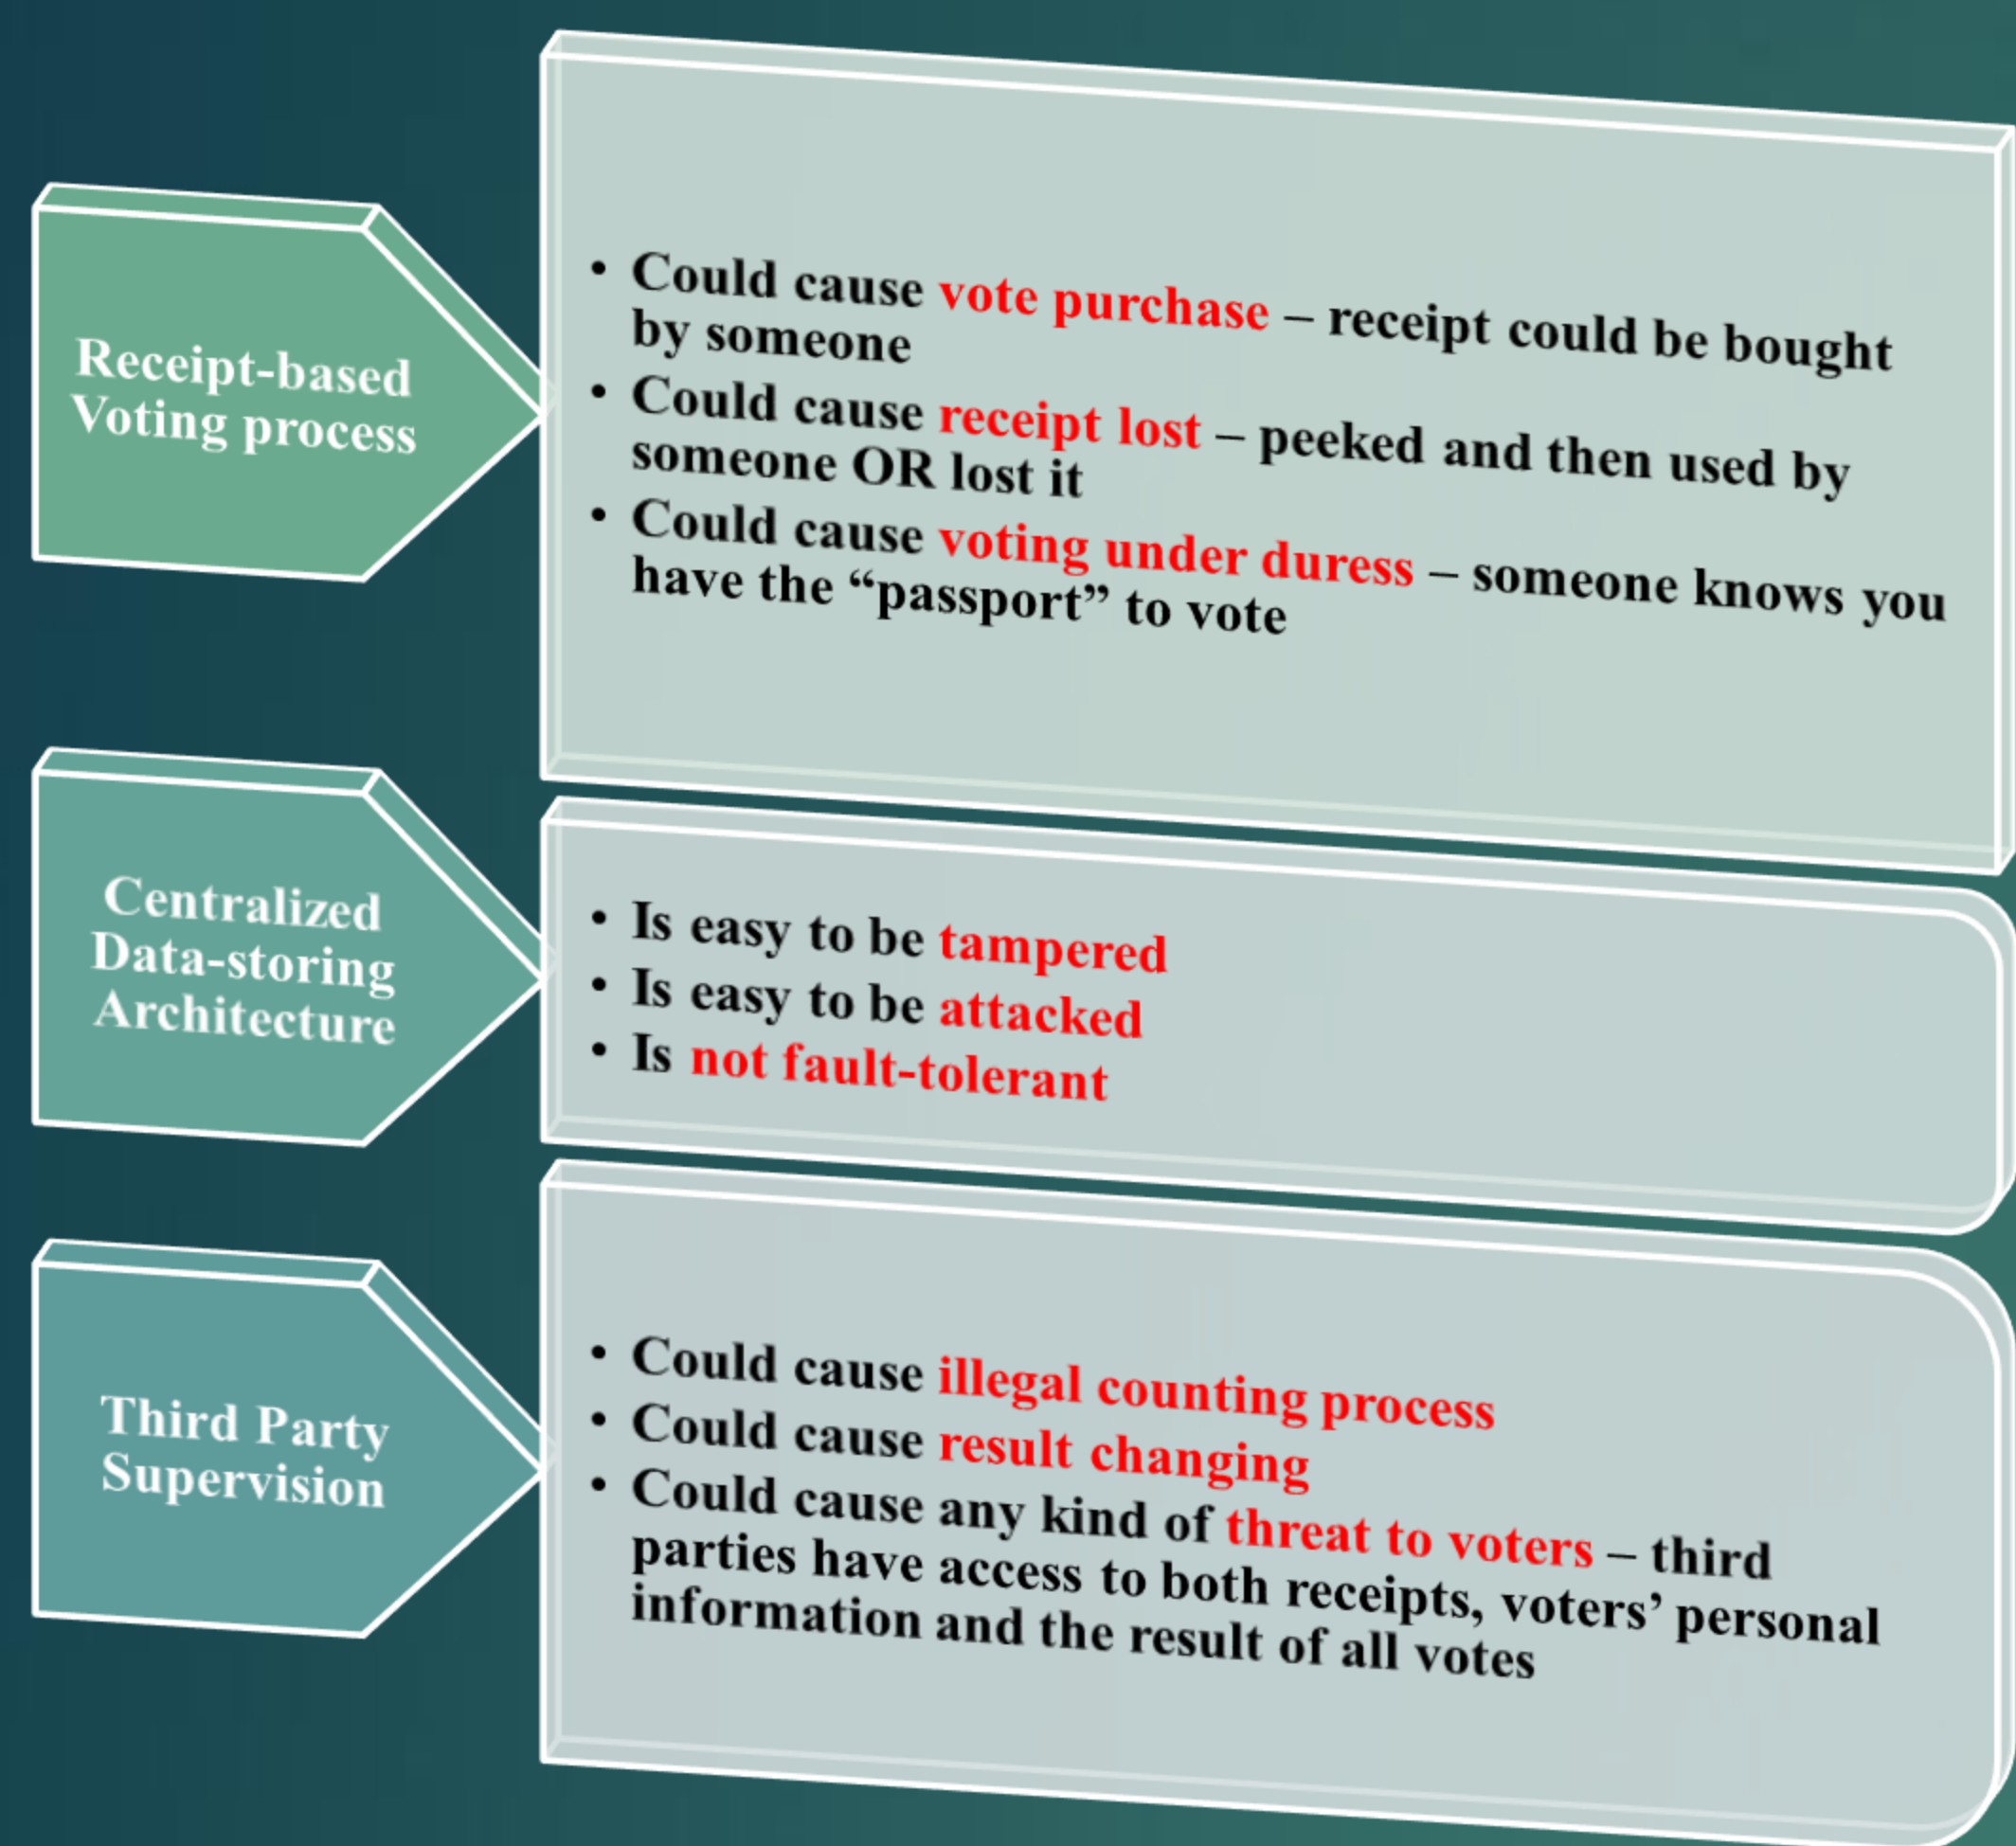 Receipt-based
Voting process
• Could cause vote purchase – receipt could be bought
by someone
• Could cause receipt lost – peeked and then used by
someone OR lost it
• Could cause voting under duress – someone knows you
have the “passport” to vote
Centralized
Data-storing
Architecture
• Is easy to be tampered
• Is easy to be attacked
• Is not fault-tolerant
Third Party
Supervision
• Could cause illegal counting process
• Could cause result changing
• Could cause any kind of threat to voters – third
parties have access to both receipts, voters’ personal
information and the result of all votes